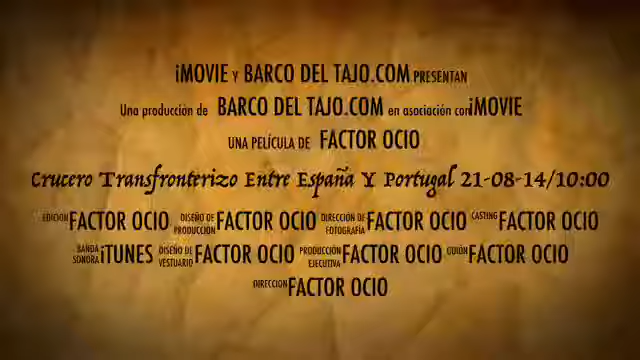 iMOVIE Y BARCO DEL TAJO.COM PRESENTAN
Una producción de BARCO DEL TAJO.COM en asociación con iMOVIE
UNA PELÍCULA DE FACTOR OCIO
Crucero Transfronterizo Entre España Y Portugal 21-08-14/10:00
EDICION FACTOR OCIO DISEÑO DE PRODUCCIÓN FACTOR OCIO DIRECCIÓN DE FOTOGRAFÍA FACTOR OCIO CASTING FACTOR OCIO
BANDA SONORA iTUNES DISEÑO DE VESTUARIO FACTOR OCIO PRODUCCIÓN EJECUTIVA FACTOR OCIO GUIÓN FACTOR OCIO
DIRECCION FACTOR OCIO